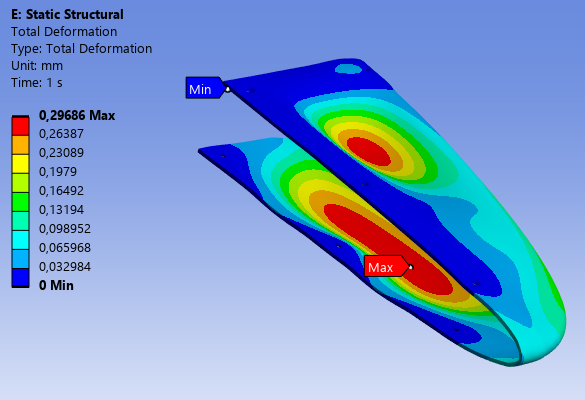 E: Static Structural
Total Deformation
Type: Total Deformation
Unit: mm
Time: 1 s
0,29686 Max
0,26387
0,23089
0,1979
0,16492
0,13194
0,098952
0,065968
0,032984
0 Min
Min
Max